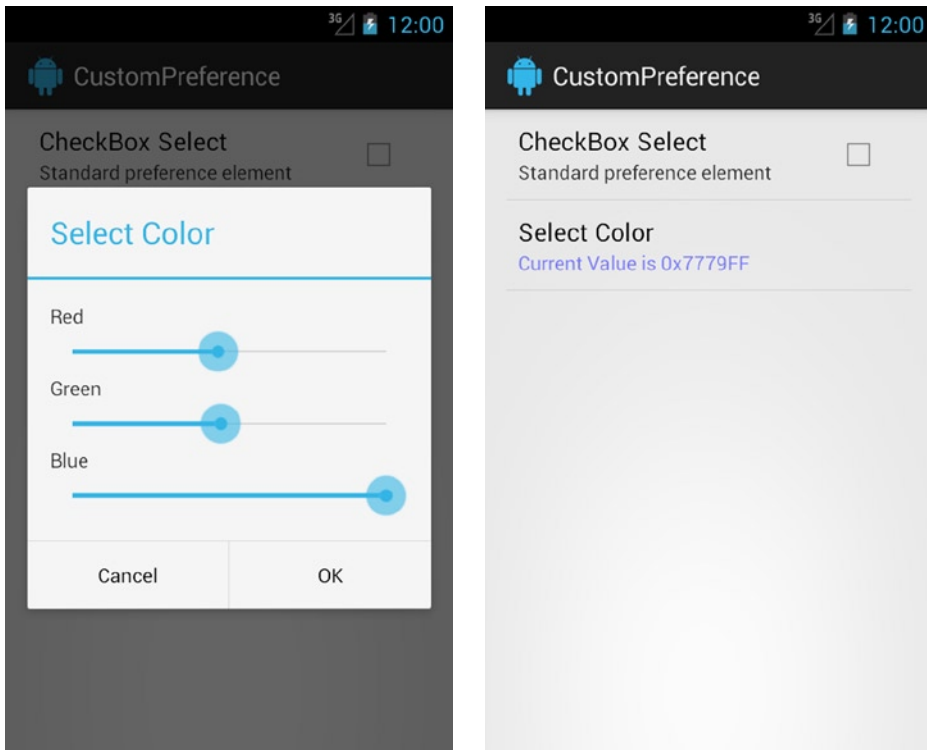 3G 12:00
CustomPreference
CheckBox Select
Standard preference element
Select Color
Red
Green
Blue
Cancel OK
3G 12:00
CustomPreference
CheckBox Select
Standard preference element
Select Color
Current Value is 0x7779FF